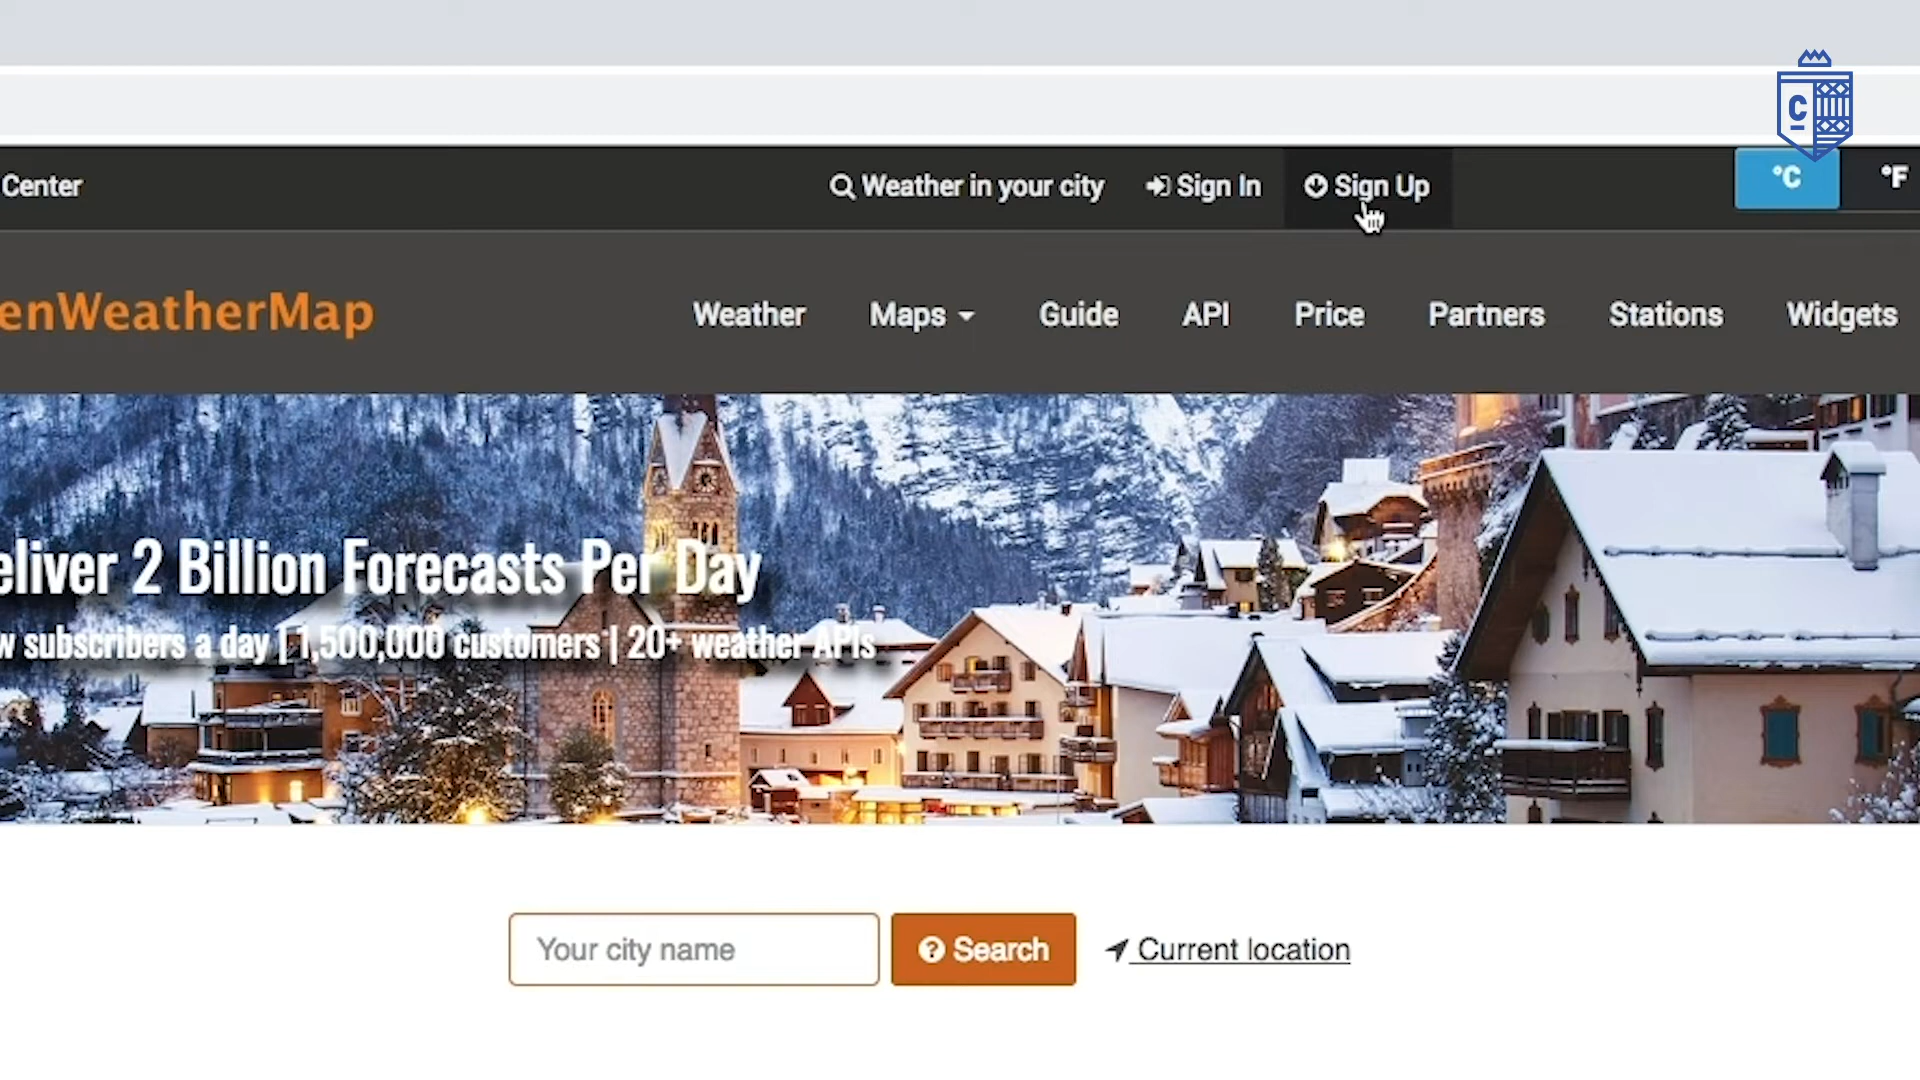 Center
Weather in your city
Sign In
Sign Up
°C
°F
enWeatherMap
Weather
Maps
Guide
API
Price
Partners
Stations
Widgets
eliver 2 Billion Forecasts Per Day
w subscribers a day | 1,500,000 customers | 20+ weather APIs
Your city name
Search
Current location
C